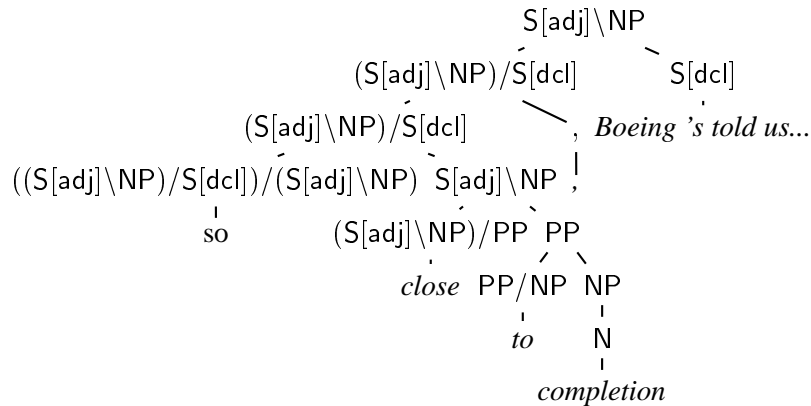 S[adj]\NP
(S[adj]\NP)/S[dcl] S[dcl]
(S[adj]\NP)/S[dcl] , Boeing ’s told us...
((S[adj]\NP)/S[dcl])/(S[adj]\NP) S[adj]\NP ,
so (S[adj]\NP)/PP PP
close PP/NP NP
to N
completion